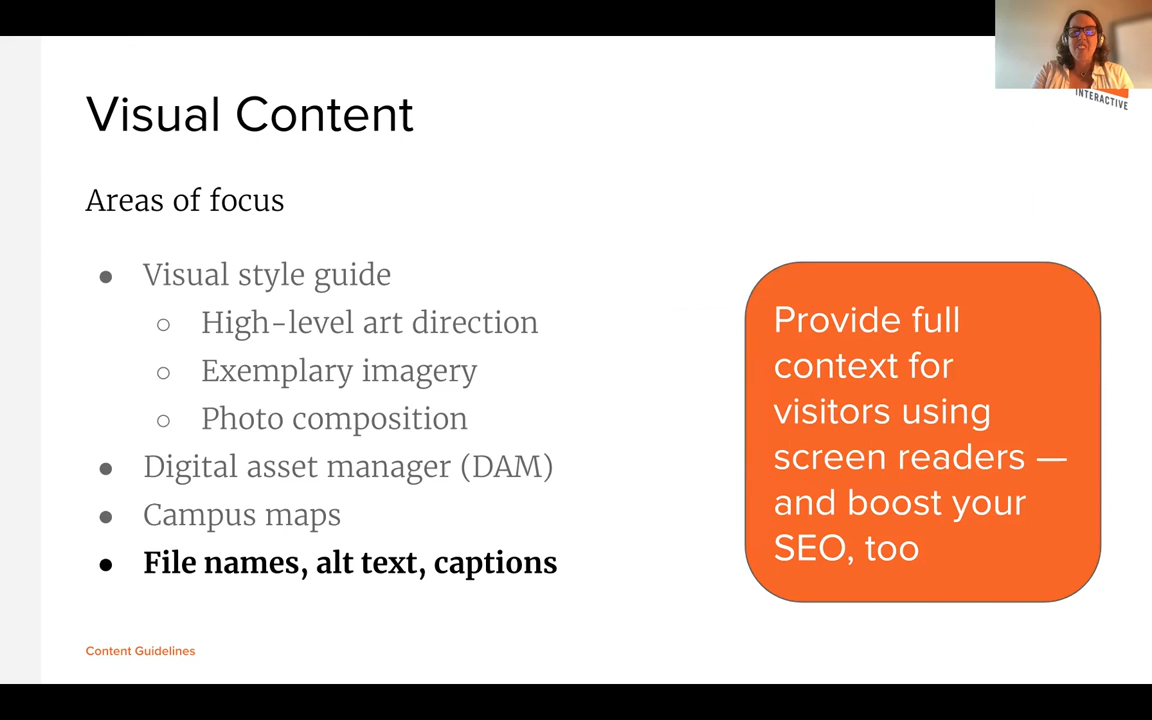 INTERACTIVE
Visual Content
Areas of focus
● Visual style guide
○ High-level art direction
○ Exemplary imagery
○ Photo composition
● Digital asset manager (DAM)
● Campus maps
● File names, alt text, captions
Provide full
context for
visitors using
screen readers —
and boost your
SEO, too
Content Guidelines